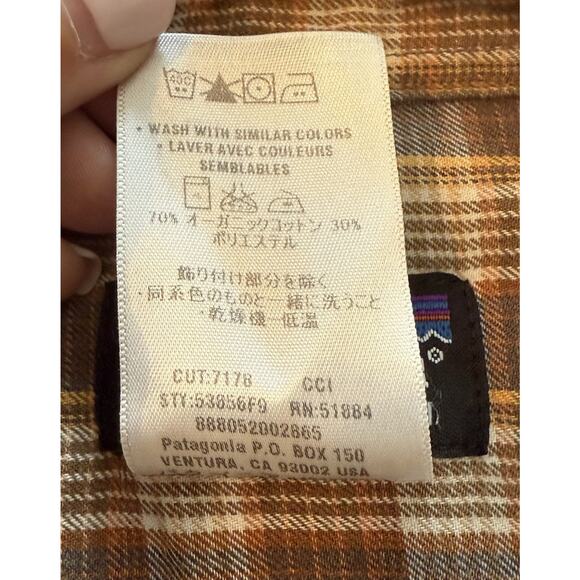 40C
• WASH WITH SIMILAR COLORS
• LAVER AVEC COULEURS
SEMBLABLES
70% オーガニックコットン 30%
ポリエステル
飾り付け部分を除く
・同系色のものと一緒に洗うこと
・乾燥機－低温
CUT:7178 CCI
STY:53856F9 RN:51884
888052002865
Patagonia P.O. BOX 150
VENTURA, CA 93002 USA